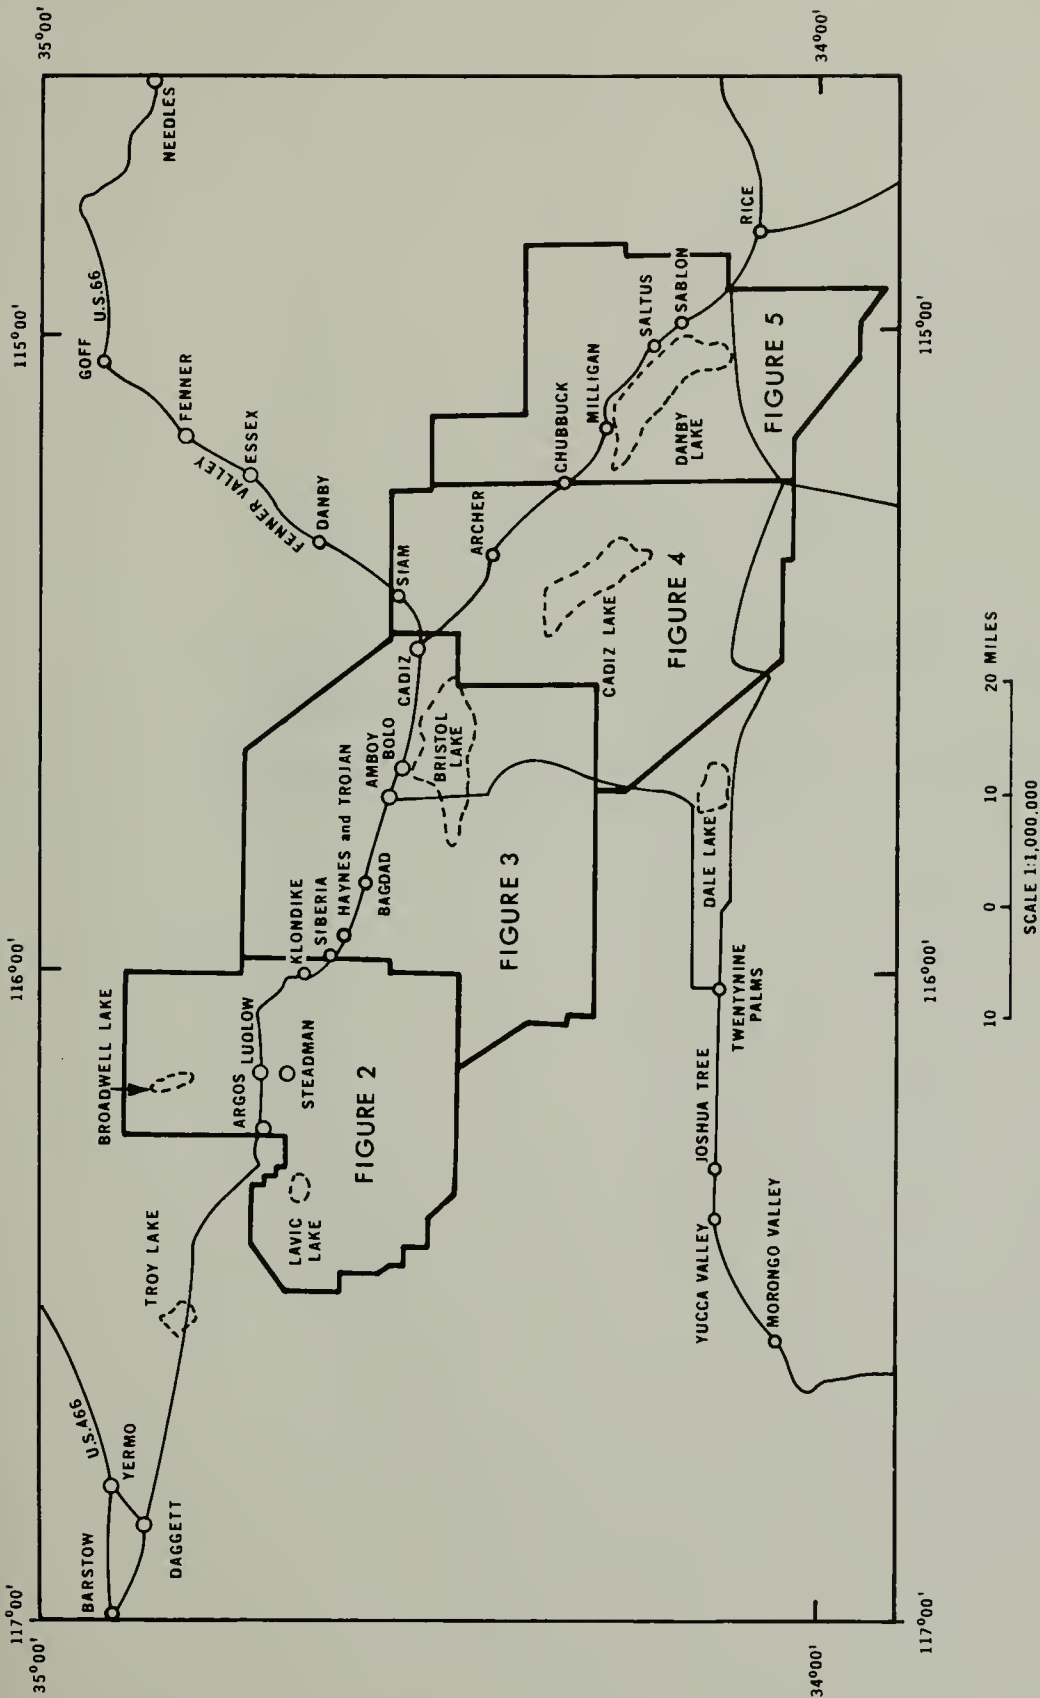 117°00'
116°00'
115°00'
35°00'
35°00'
BARSTOW
U.S.A66
YERMO
DAGGETT
TROY LAKE
BROADWELL LAKE
ARGOS
LUDLOW
STEADMAN
LAVIC
LAKE
FIGURE 2
KLONDIKE
SIBERIA
HAYNES and TROJAN
BAGDAD
AMBOY
BOLO
BRISTOL
LAKE
CADIZ
FIGURE 3
SIAM
DANBY
FENNER VALLEY
ESSEX
FENNER
GOFF
U.S.66
NEEDLES
ARCHER
CHUBBUCK
MILLIGAN
SALTUS
SABLON
DANBY
LAKE
CADIZ LAKE
FIGURE 4
FIGURE 5
RICE
DALE LAKE
TWENTYNINE
PALMS
JOSHUA TREE
YUCCA VALLEY
MORONGO VALLEY
34°00'
34°00'
117°00'
116°00'
115°00'
10
0
10
20 MILES
SCALE 1:1,000,000